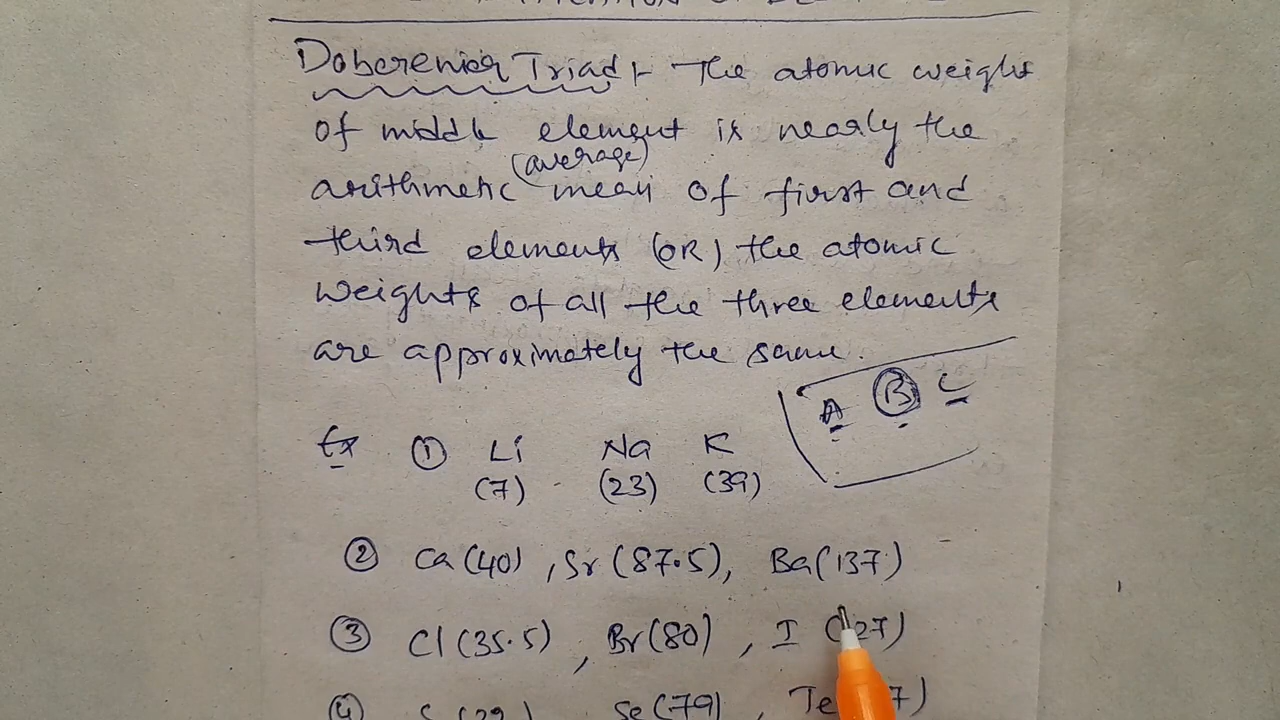 Doberenier Triad :- The atomic weight
of middle element is nearly the
(average)
arithmetic mean of first and
third elements (OR) the atomic
weights of all the three elements
are approximately the same.
A B C
Ex ① Li Na K
(7) (23) (39)
② Ca(40), Sr(87.5), Ba(137)
③ Cl(35.5), Br(80), I (127)
④ Se(79), Te